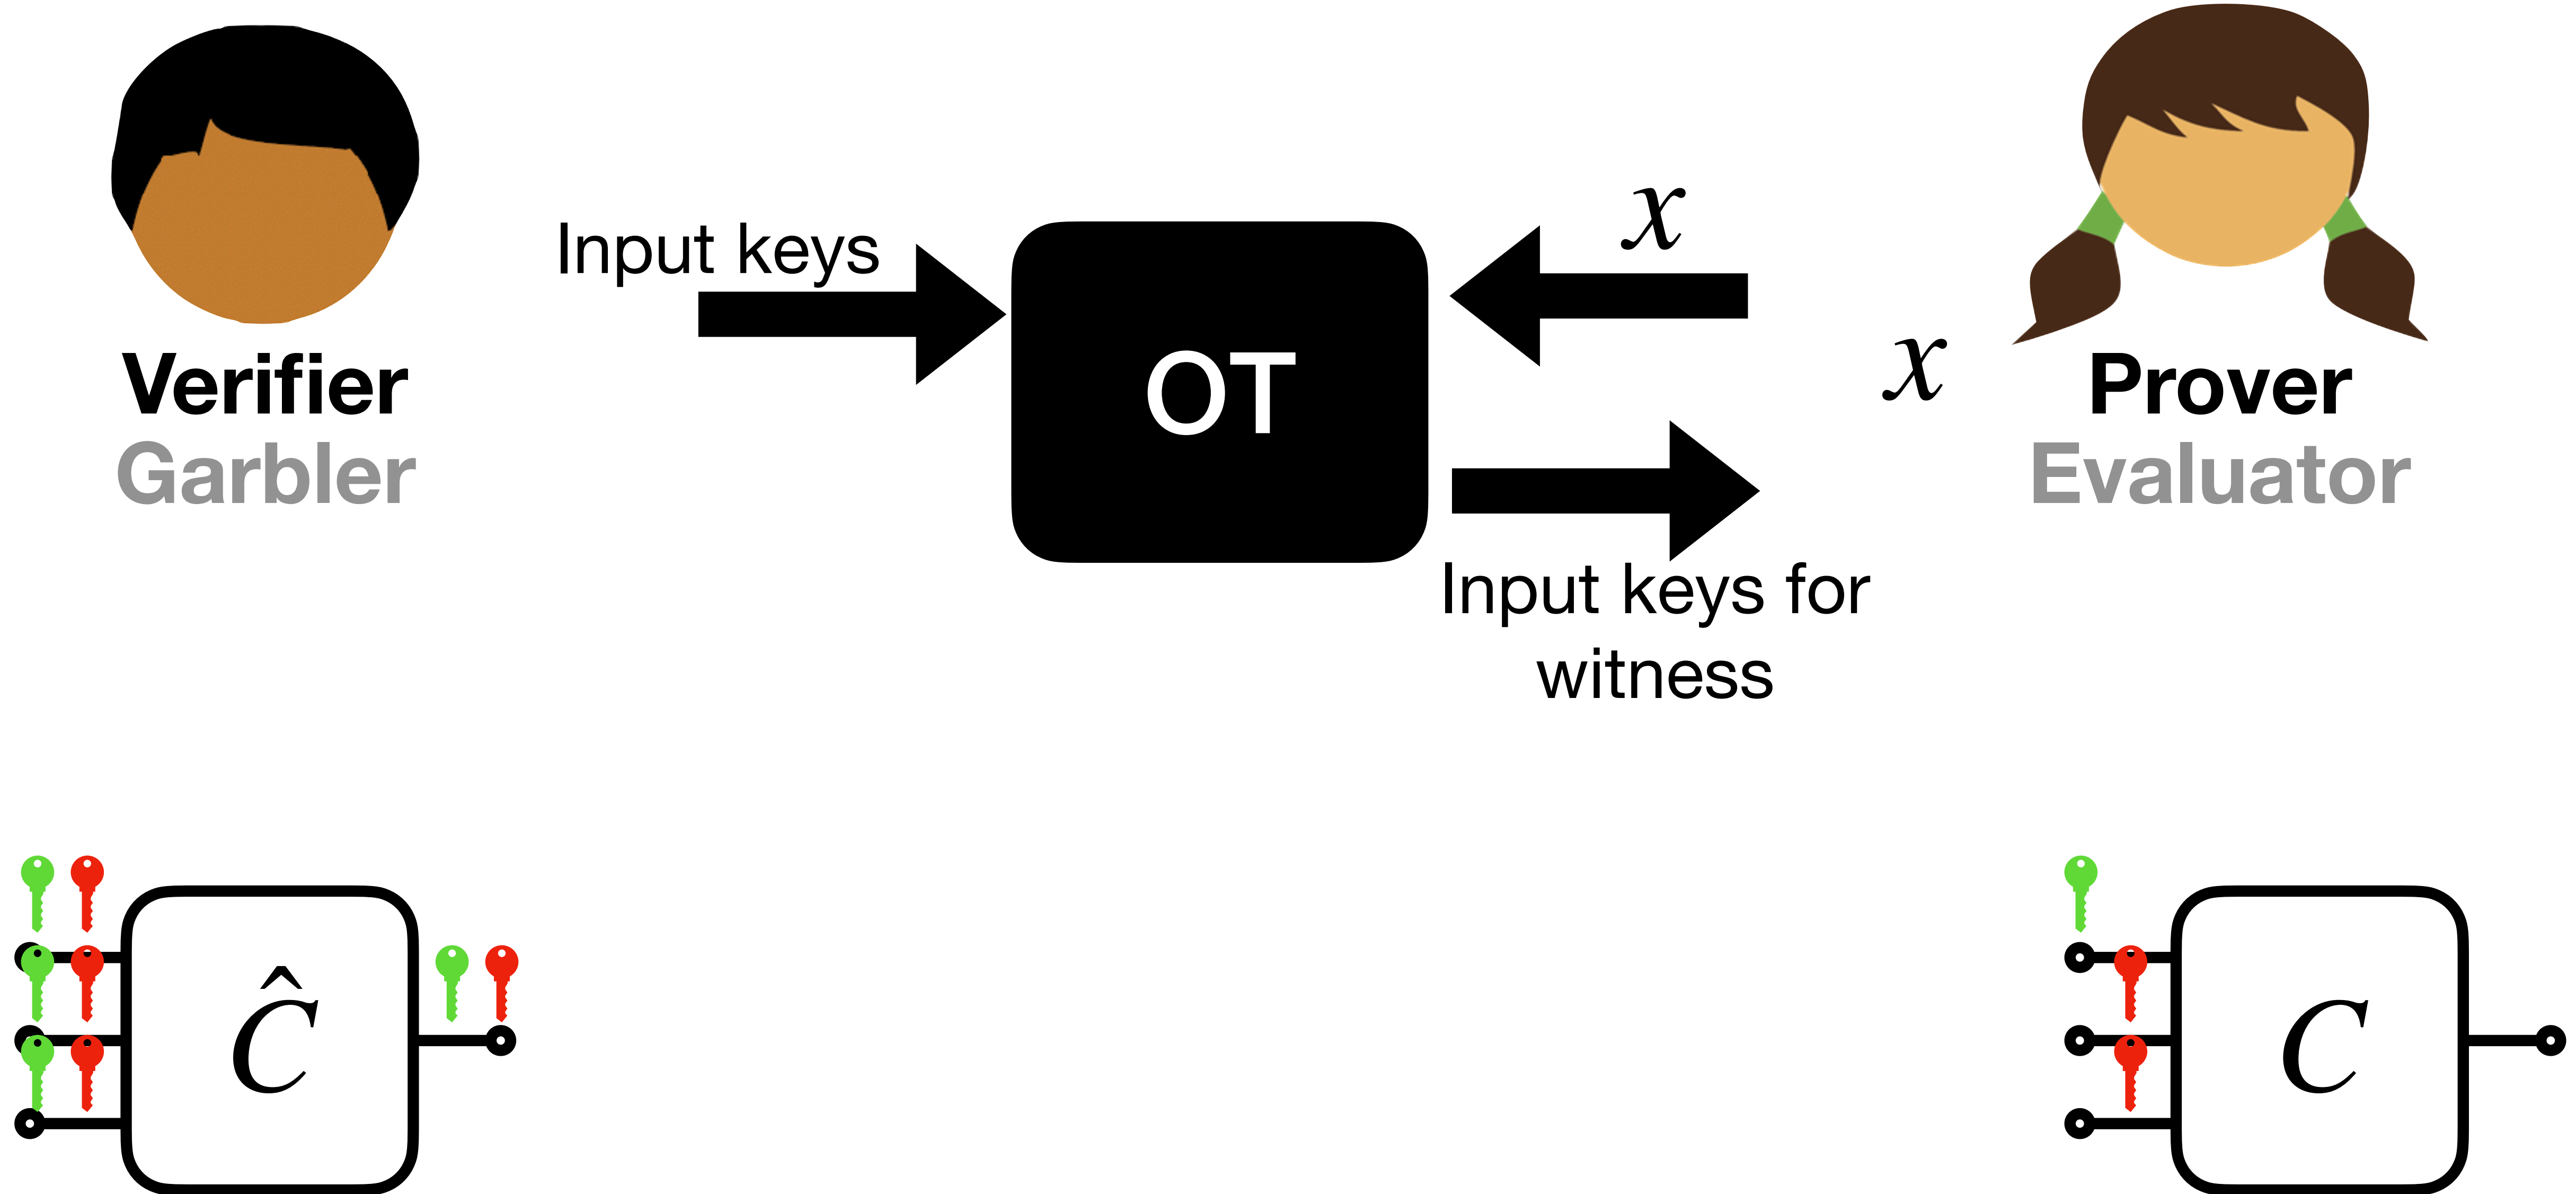 Verifier
Garbler
Input keys
OT
x
x
Input keys for
witness
Prover
Evaluator
Ĉ
C